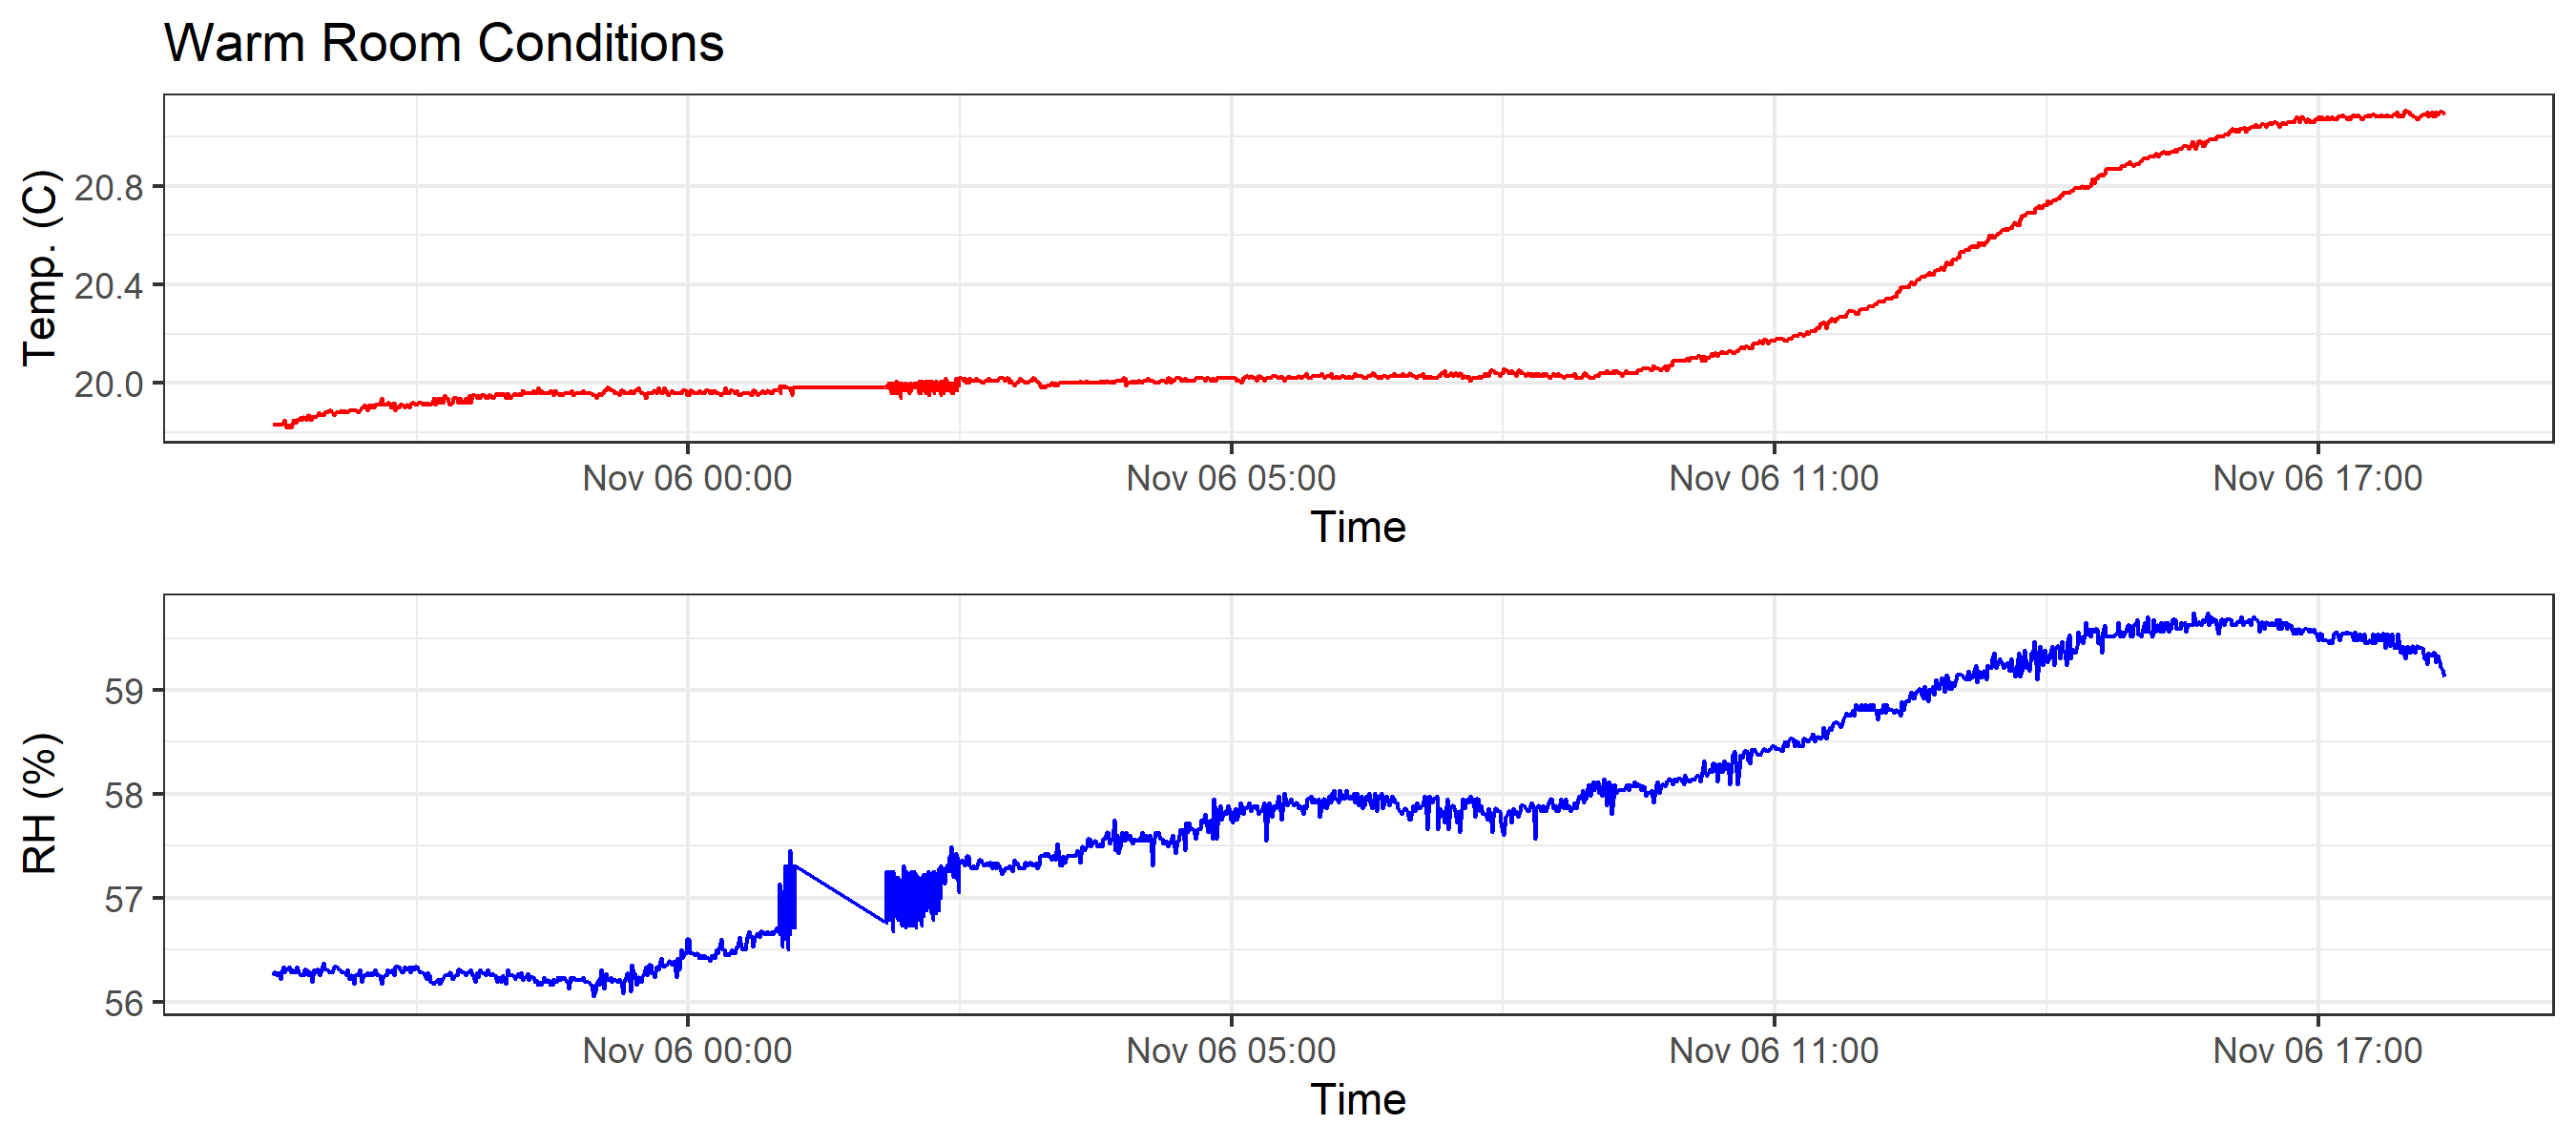 Warm Room Conditions
Temp. (C)
20.8
20.4
20.0
Nov 06 00:00 Nov 06 05:00 Nov 06 11:00 Nov 06 17:00
Time
RH (%)
59
58
57
56
Nov 06 00:00 Nov 06 05:00 Nov 06 11:00 Nov 06 17:00
Time